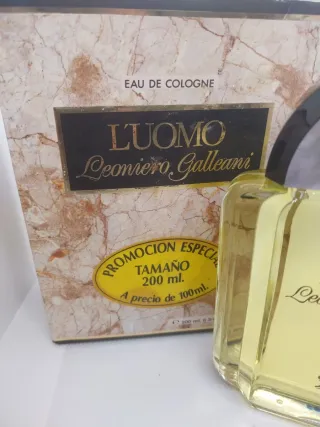 EAU DE COLOGNE
L'UOMO
Leoniero Galleani
PROMOCION ESPECIAL
TAMAÑO
200 ml.
A precio de 100ml.
Leo